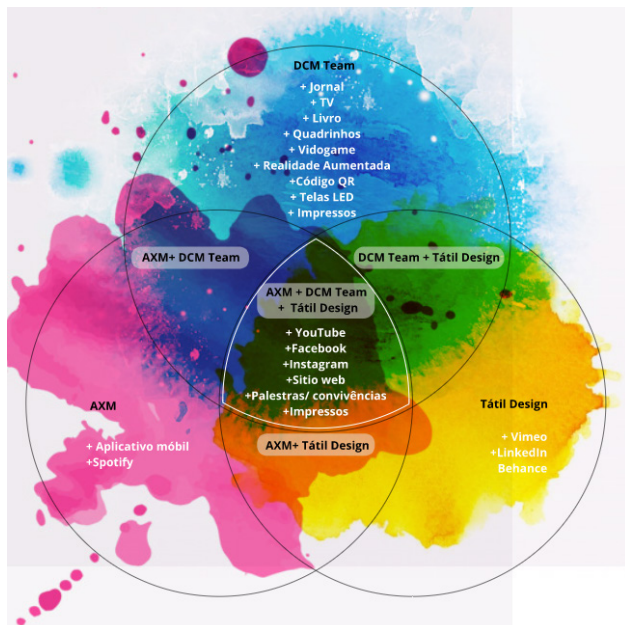 DCM Team
+ Jornal
+ TV
+ Livro
+ Quadrinhos
+ Vidogame
+ Realidade Aumentada
+Código QR
+ Telas LED
+ Impressos
AXM+ DCM Team
DCM Team + Tátil Design
AXM + DCM Team
+ Tátil Design
+ YouTube
+Facebook
+Instagram
+Sitio web
+Palestras/ convivências
+Impressos
AXM
+ Aplicativo móbil
+Spotify
Tátil Design
+ Vimeo
+LinkedIn
Behance
AXM+ Tátil Design